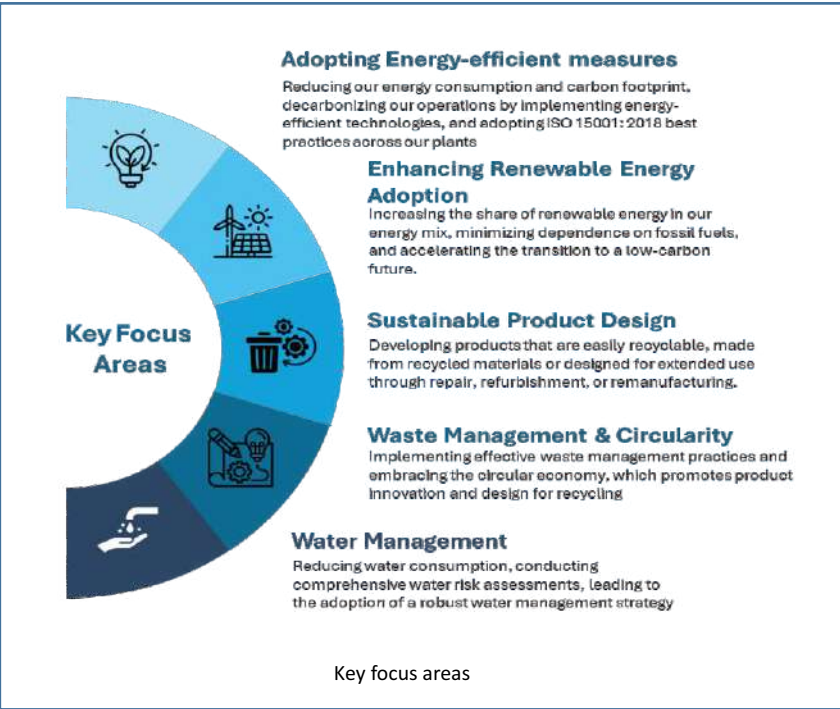 Adopting Energy-efficient measures
Reducing our energy consumption and carbon footprint,
decarbonizing our operations by implementing energy-
efficient technologies, and adopting ISO 15001: 2018 best
practices across our plants
Enhancing Renewable Energy
Adoption
Increasing the share of renewable energy in our
energy mix, minimizing dependence on fossil fuels,
and accelerating the transition to a low-carbon
future.
Key Focus
Areas
Sustainable Product Design
Developing products that are easily recyclable, made
from recycled materials or designed for extended use
through repair, refurbishment, or remanufacturing.
Waste Management & Circularity
Implementing effective waste management practices and
embracing the circular economy, which promotes product
innovation and design for recycling
Water Management
Reducing water consumption, conducting
comprehensive water risk assessments, leading to
the adoption of a robust water management strategy
Key focus areas